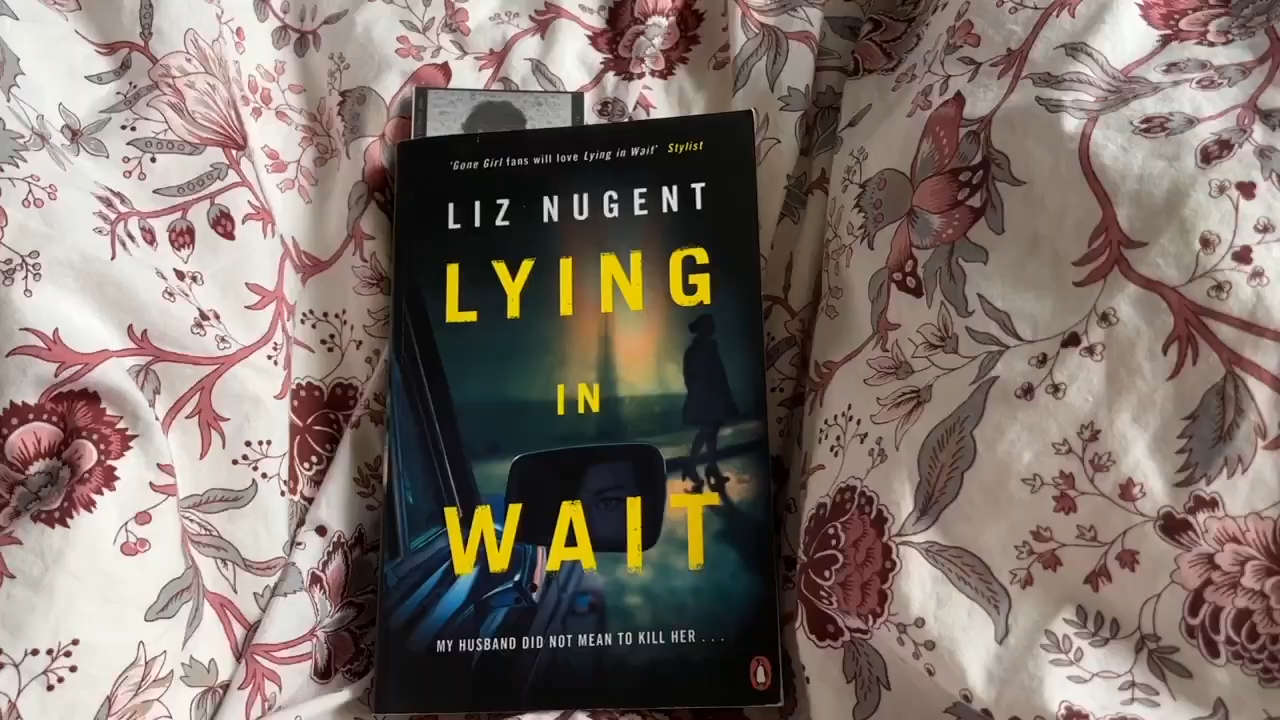 'Gone Girl fans will love Lying in Wait' Stylist
LIZ NUGENT
LYING
IN
WAIT
MY HUSBAND DID NOT MEAN TO KILL HER . . .